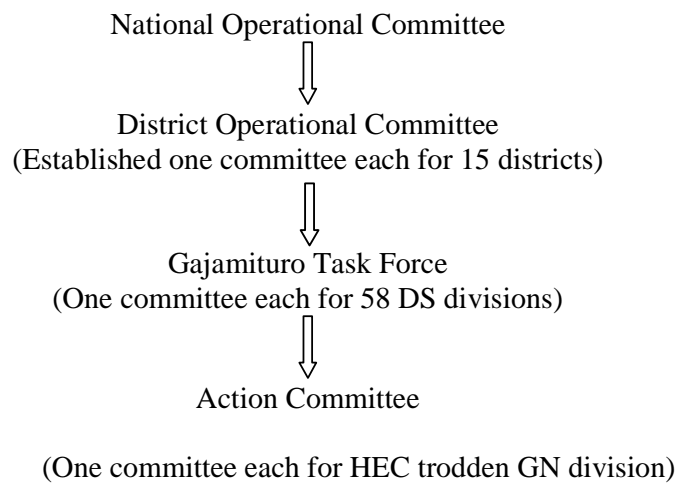 National Operational Committee
District Operational Committee
(Established one committee each for 15 districts)
Gajamituro Task Force
(One committee each for 58 DS divisions)
Action Committee
(One committee each for HEC trodden GN division)